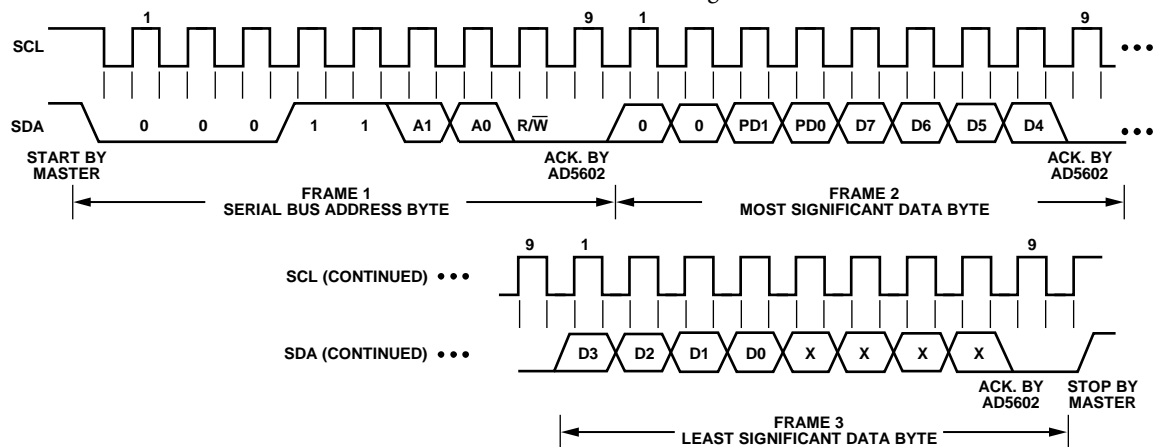 1 9 1 9
SCL
SDA 0 0 0 1 1 A1 A0 R/W̅ 0 0 PD1 PD0 D7 D6 D5 D4
START BY MASTER
ACK. BY AD5602
ACK. BY AD5602
FRAME 1
SERIAL BUS ADDRESS BYTE
FRAME 2
MOST SIGNIFICANT DATA BYTE
9 1 9
SCL (CONTINUED)
SDA (CONTINUED) D3 D2 D1 D0 X X X X
ACK. BY AD5602
STOP BY MASTER
FRAME 3
LEAST SIGNIFICANT DATA BYTE